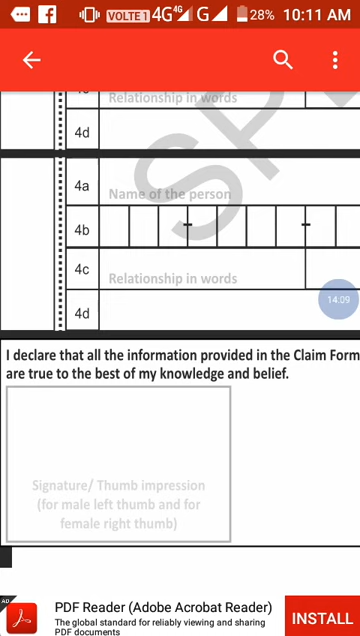 VOLTE 1 4G 4G G 28% 10:11 AM
Relationship in words
4d
SPE
4a
Name of the person
4b
4c
Relationship in words
14:09
4d
I declare that all the information provided in the Claim Form
are true to the best of my knowledge and belief.
Signature/ Thumb impression
(for male left thumb and for
female right thumb)
AD
PDF Reader (Adobe Acrobat Reader)
The global standard for reliably viewing and sharing
PDF documents
INSTALL